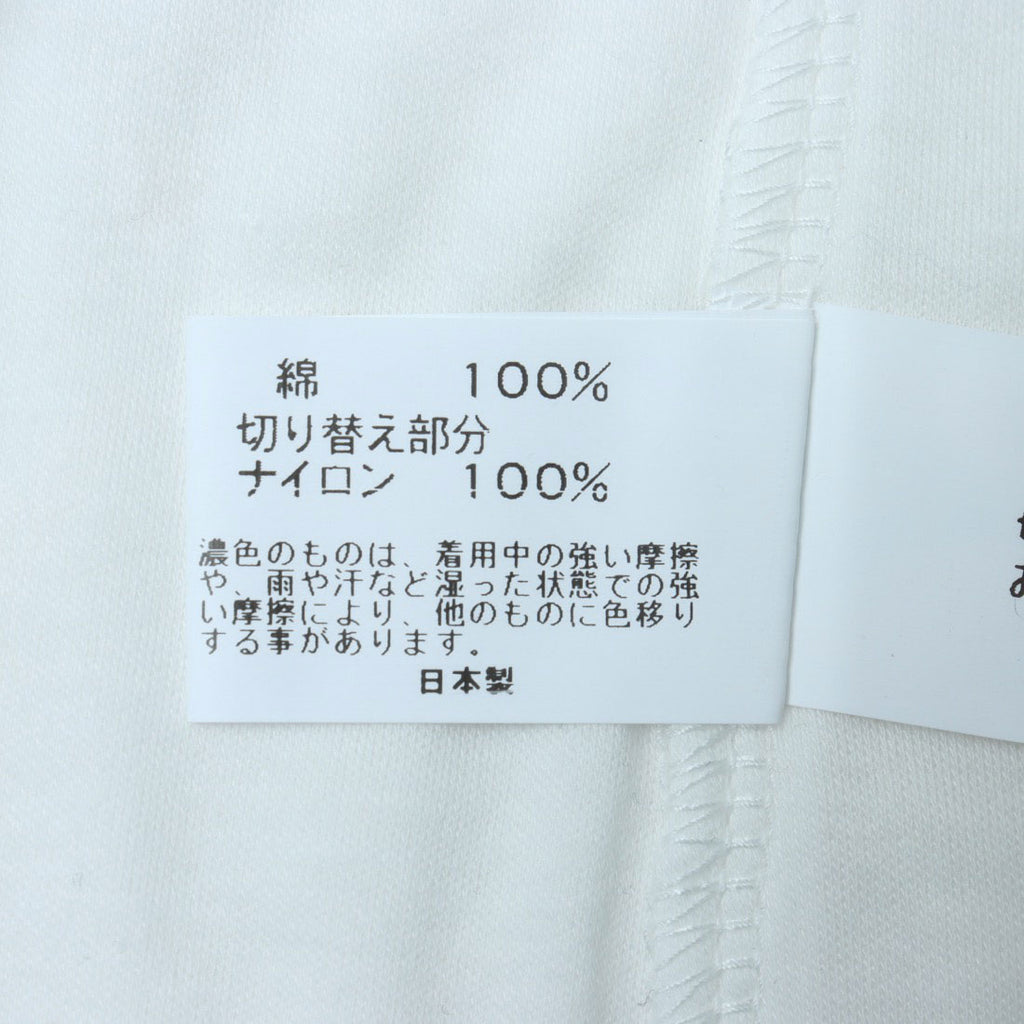 綿 100%
切り替え部分
ナイロン 100%
濃色のものは、着用中の強い摩擦
や、雨や汗など湿った状態での強
い摩擦により、他のものに色移り
する事があります。
日本製